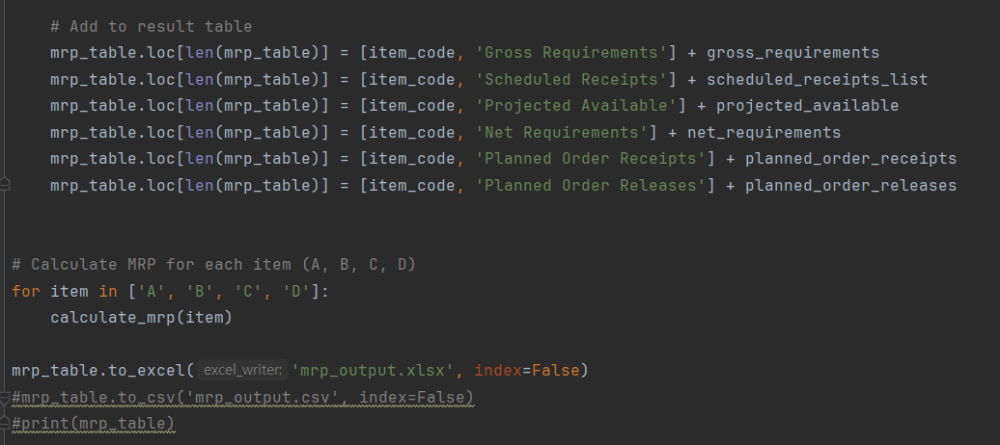 # Add to result table
mrp_table.loc[len(mrp_table)] = [item_code, 'Gross Requirements'] + gross_requirements
mrp_table.loc[len(mrp_table)] = [item_code, 'Scheduled Receipts'] + scheduled_receipts_list
mrp_table.loc[len(mrp_table)] = [item_code, 'Projected Available'] + projected_available
mrp_table.loc[len(mrp_table)] = [item_code, 'Net Requirements'] + net_requirements
mrp_table.loc[len(mrp_table)] = [item_code, 'Planned Order Receipts'] + planned_order_receipts
mrp_table.loc[len(mrp_table)] = [item_code, 'Planned Order Releases'] + planned_order_releases
# Calculate MRP for each item (A, B, C, D)
for item in ['A', 'B', 'C', 'D']:
calculate_mrp(item)
mrp_table.to_excel( excel_writer: 'mrp_output.xlsx', index=False)
#mrp_table.to_csv('mrp_output.csv', index=False)
#print(mrp_table)